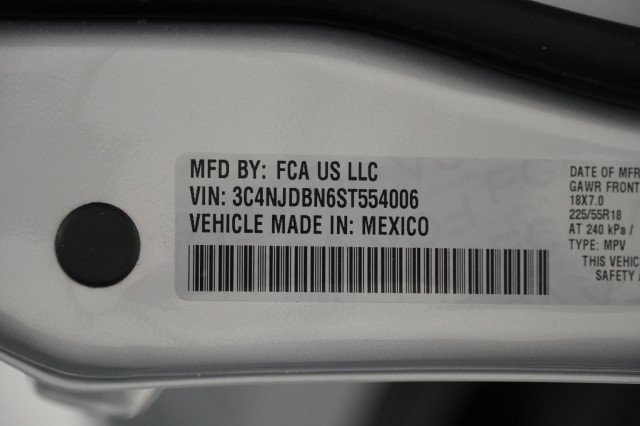 MFD BY: FCA US LLC
VIN: 3C4NJDBN6ST554006
VEHICLE MADE IN: MEXICO
DATE OF MFR
GAWR FRONT
18X7.0
225/55R18
AT 240 kPa /
TYPE: MPV
THIS VEHIC
SAFETY /